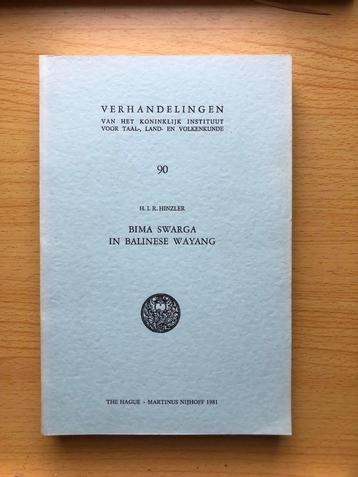 VERHANDELINGEN
VAN HET KONINKLIJK INSTITUUT
VOOR TAAL-, LAND- EN VOLKENKUNDE
90
H. I. R. HINZLER
BIMA SWARGA
IN BALINESE WAYANG
THE HAGUE - MARTINUS NIJHOFF 1981